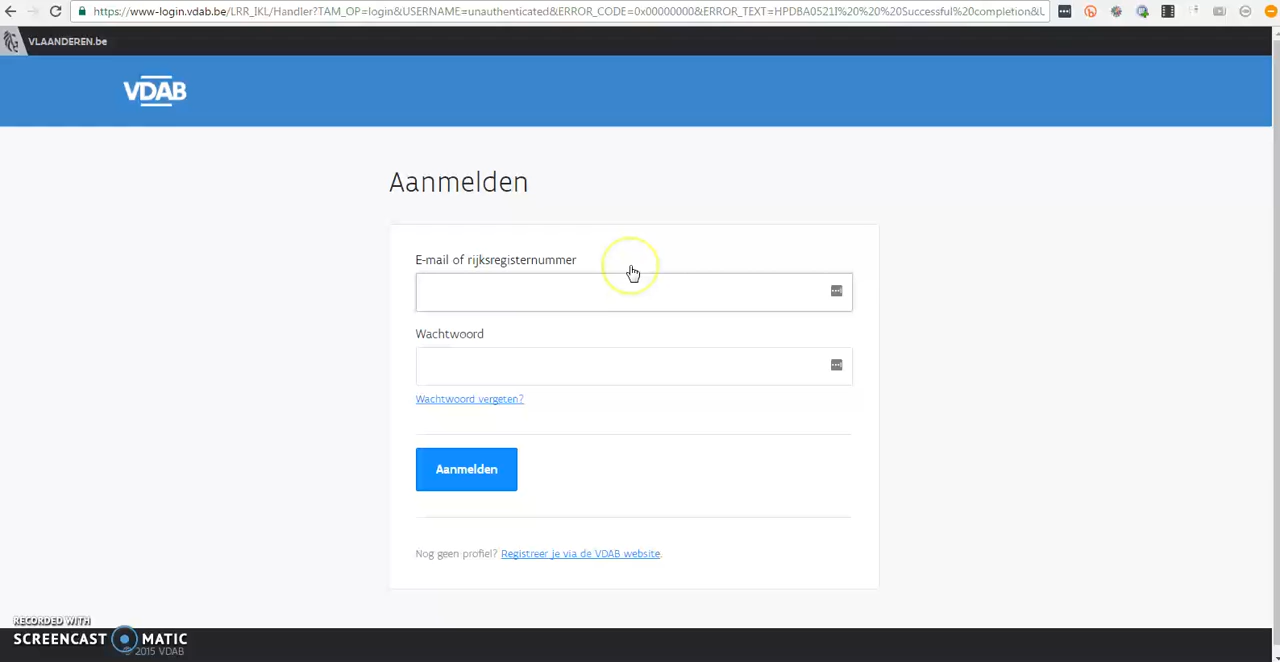 https://www-login.vdab.be/LRR_IKL/Handler?TAM_OP=login&USERNAME=unauthenticated&ERROR_CODE=0x00000000&ERROR_TEXT=HPDBA0521I%20%20%20Successful%20completion&U
VLAANDEREN.be
VDAB
Aanmelden
E-mail of rijksregisternummer
Wachtwoord
Wachtwoord vergeten?
Aanmelden
Nog geen profiel? Registreer je via de VDAB website.
RECORDED WITH
SCREENCAST MATIC
© 2015 VDAB